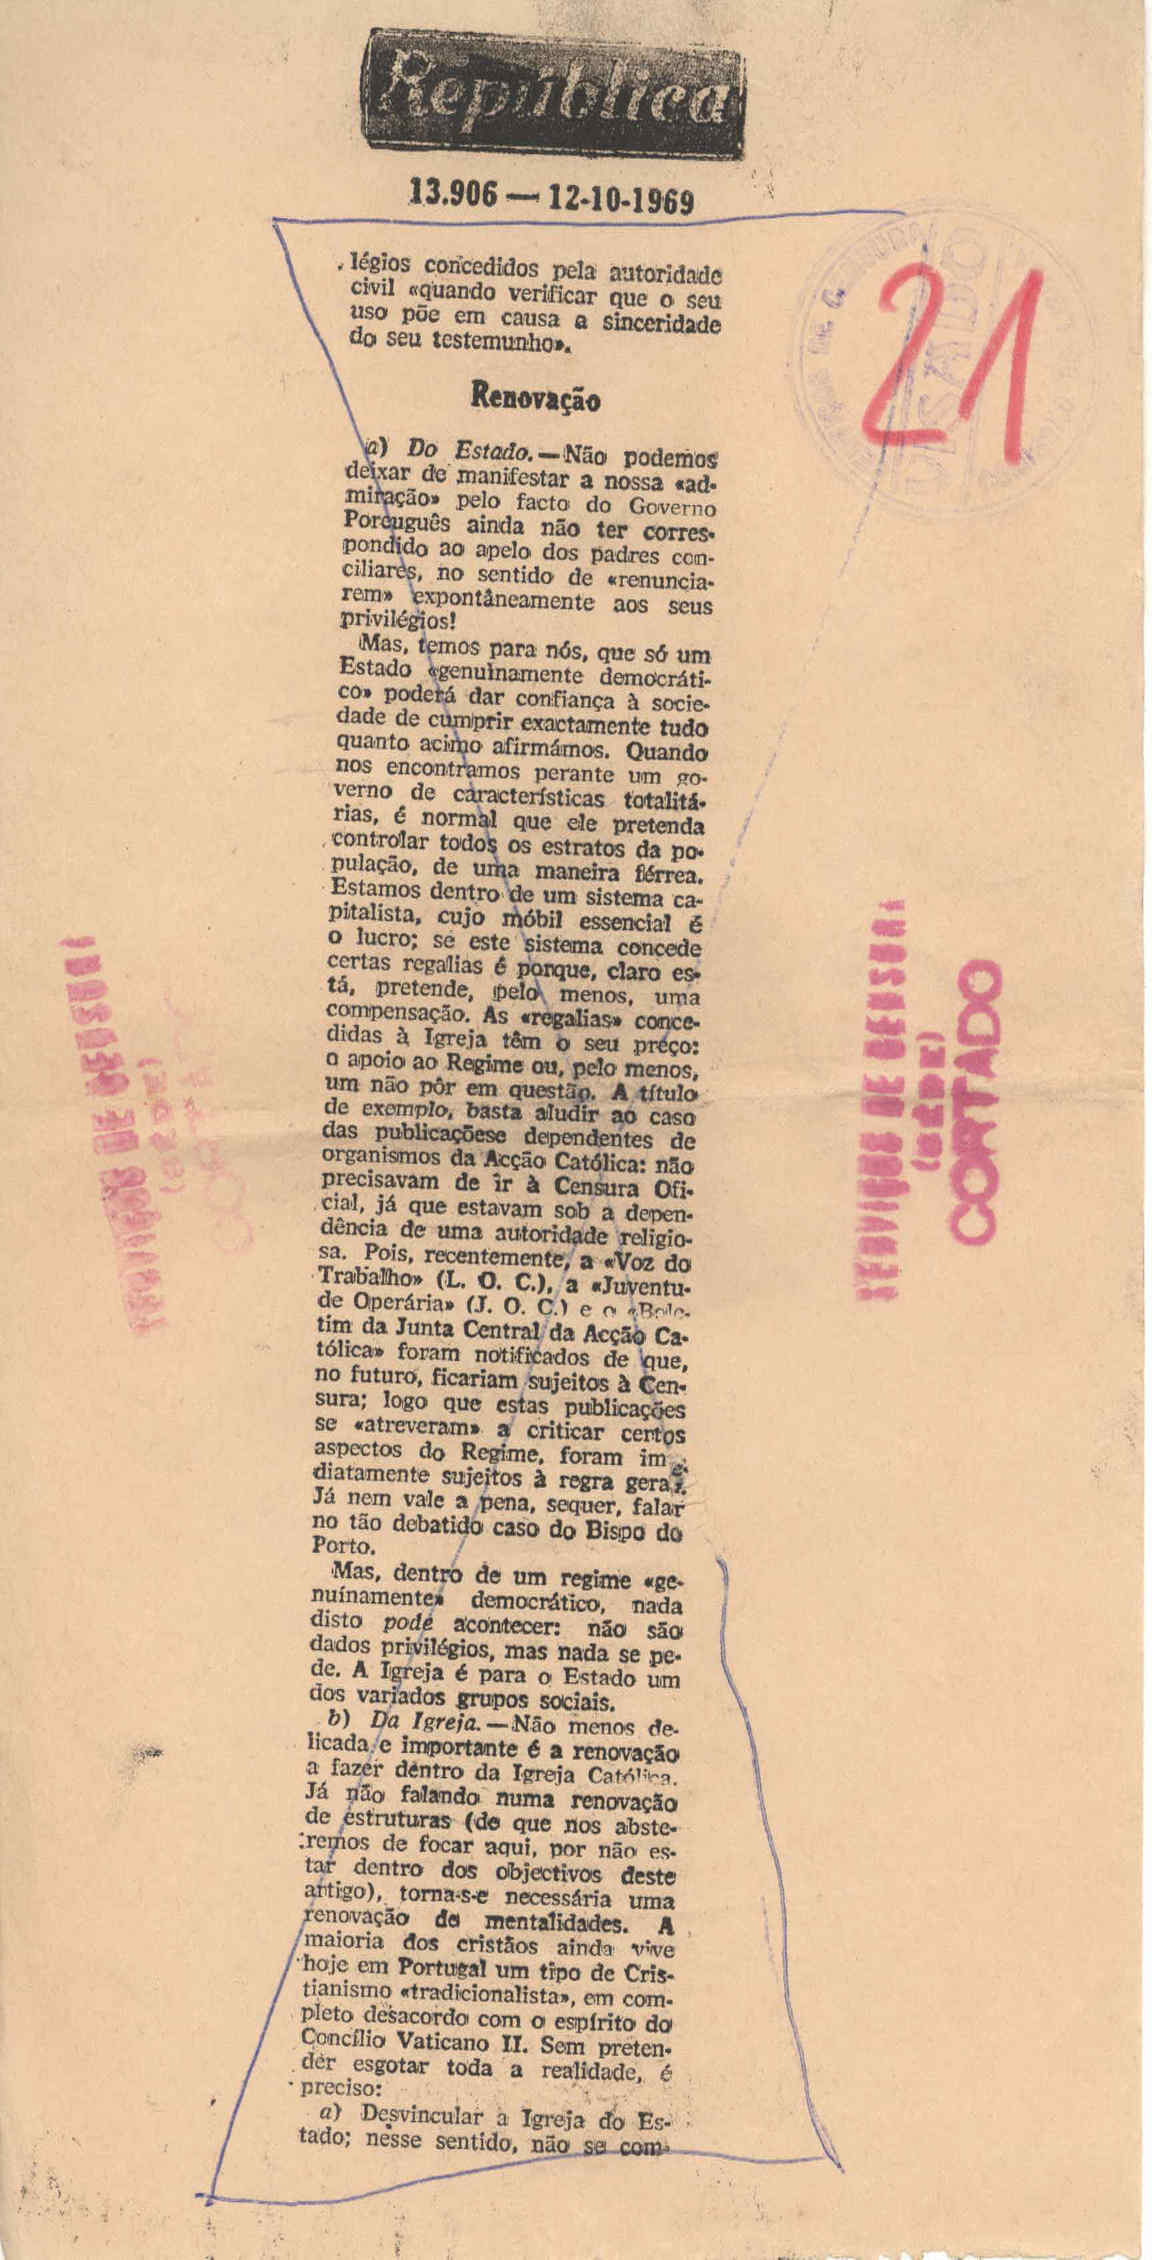 República
13.906 — 12-10-1969
21
légios concedidos pela autoridade
civil «quando verificar que o seu
uso põe em causa a sinceridade
do seu testemunho».
Renovação
a) Do Estado.—Não podemos
deixar de manifestar a nossa «ad-
miração» pelo facto do Governo
Português ainda não ter corres-
pondido ao apelo dos padres con-
ciliares, no sentido de «renuncia-
rem» expontâneamente aos seus
privilégios!
Mas, temos para nós, que só um
Estado «genuinamente democráti-
co» poderá dar confiança à socie-
dade de cumprir exactamente tudo
quanto acimo afirmámos. Quando
nos encontramos perante um go-
verno de características totalitá-
rias, é normal que ele pretenda
controlar todos os estratos da po-
pulação, de uma maneira férrea.
Estamos dentro de um sistema ca-
pitalista, cujo móbil essencial é
o lucro; se este sistema concede
certas regalias é porque, claro es-
tá, pretende, pelo menos, uma
compensação. As «regalias» conce-
didas à Igreja têm o seu preço:
o apoio ao Regime ou, pelo menos,
um não pôr em questão. A título
de exemplo, basta aludir ao caso
das publicaçõese dependentes de
organismos da Acção Católica: não
precisavam de ir à Censura Ofi-
cial, já que estavam sob a depen-
dência de uma autoridade religio-
sa. Pois, recentemente, a «Voz do
Trabalho» (L. O. C.), a «Juventu-
de Operária» (J. O. C.) e o «Bole-
tim da Junta Central da Acção Ca-
tólica» foram notificados de que,
no futuro, ficariam sujeitos à Cen-
sura; logo que estas publicações
se «atreveram» a criticar certos
aspectos do Regime, foram ime-
diatamente sujeitos à regra geral.
Já nem vale a pena, sequer, falar
no tão debatido caso do Bispo do
Porto.
Mas, dentro de um regime «ge-
nuínamente» democrático, nada
disto pode acontecer: não são
dados privilégios, mas nada se pe-
de. A Igreja é para o Estado um
dos variados grupos sociais.
b) Da Igreja.—Não menos de-
licada e importante é a renovação
a fazer dentro da Igreja Católica.
Já não falando numa renovação
de estruturas (de que nos abste-
remos de focar aqui, por não es-
tar dentro dos objectivos deste
artigo), torna-s-e necessária uma
renovação de mentalidades. A
maioria dos cristãos ainda vive
hoje em Portugal um tipo de Cris-
tianismo «tradicionalista», em com-
pleto desacordo com o espírito do
Concílio Vaticano II. Sem preten-
der esgotar toda a realidade, é
preciso:
a) Desvincular a Igreja do Es-
tado; nesse sentido, não se com-
SERVIÇOS DE CENSURA
(SÉDE)
SERVIÇOS DE CENSURA
(SÉDE)
CORTADO